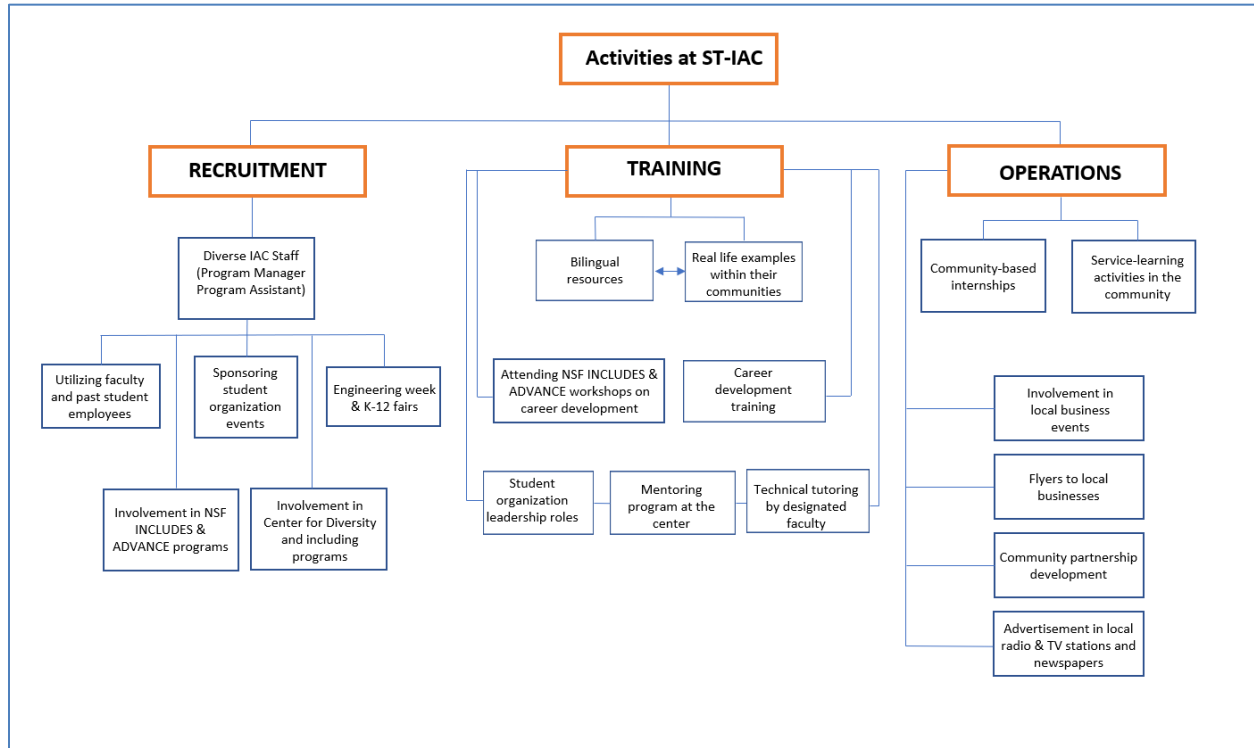 Activities at ST-IAC
RECRUITMENT
TRAINING
OPERATIONS
Diverse IAC Staff
(Program Manager
Program Assistant)
Utilizing faculty
and past student
employees
Sponsoring
student
organization
events
Engineering week
& K-12 fairs
Involvement in NSF
INCLUDES &
ADVANCE programs
Involvement in
Center for Diversity
and including
programs
Bilingual
resources
Real life examples
within their
communities
Attending NSF INCLUDES &
ADVANCE workshops on
career development
Career
development
training
Student
organization
leadership roles
Mentoring
program at the
center
Technical tutoring
by designated
faculty
Community-based
internships
Service-learning
activities in the
community
Involvement in
local business
events
Flyers to local
businesses
Community partnership
development
Advertisement in local
radio & TV stations and
newspapers